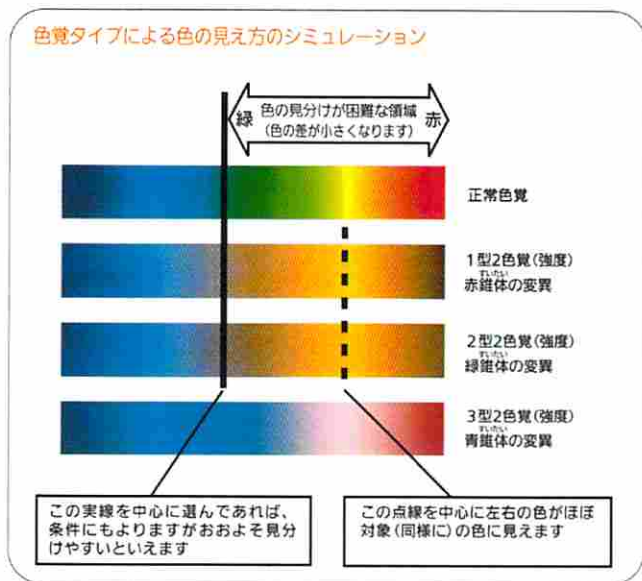 色覚タイプによる色の見え方のシミュレーション
緑 色の見分けが困難な領域 赤
(色の差が小さくなります)
正常色覚
1型2色覚(強度)
すいたい
赤錐体の変異
2型2色覚(強度)
すいたい
緑錐体の変異
3型2色覚(強度)
すいたい
青錐体の変異
この実線を中心に選んであれば、
条件にもよりますがおおよそ見分
けやすいといえます
この点線を中心に左右の色がほぼ
対象(同様に)の色に見えます